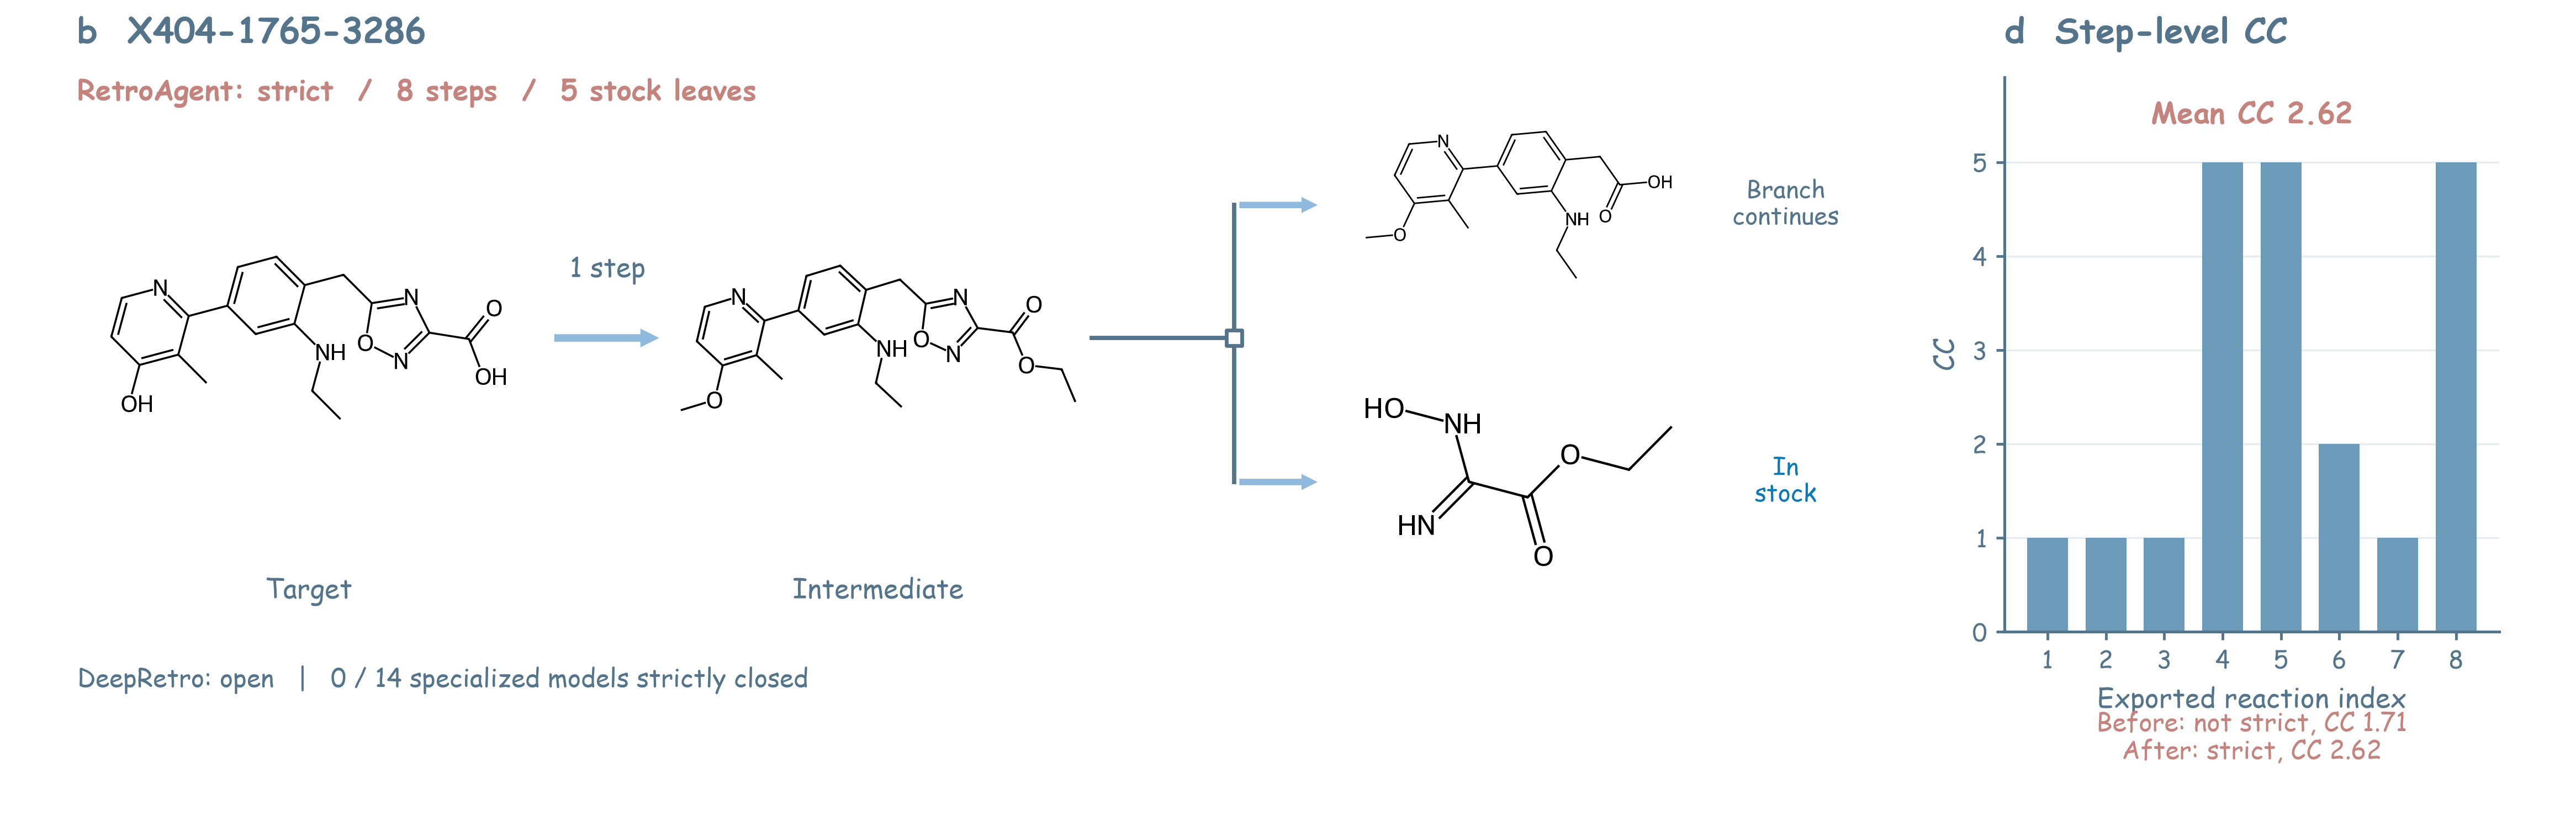 b X404-1765-3286
RetroAgent: strict / 8 steps / 5 stock leaves
N
OH
NH
O
N
N
O
OH
Target
1 step
N
O
NH
O
N
N
O
O
Intermediate
N
O
NH
O
OH
Branch
continues
HO
NH
HN
O
O
In
stock
DeepRetro: open | 0 / 14 specialized models strictly closed
d Step-level CC
Mean CC 2.62
CC
5
4
3
2
1
0
1 2 3 4 5 6 7 8
Exported reaction index
Before: not strict, CC 1.71
After: strict, CC 2.62